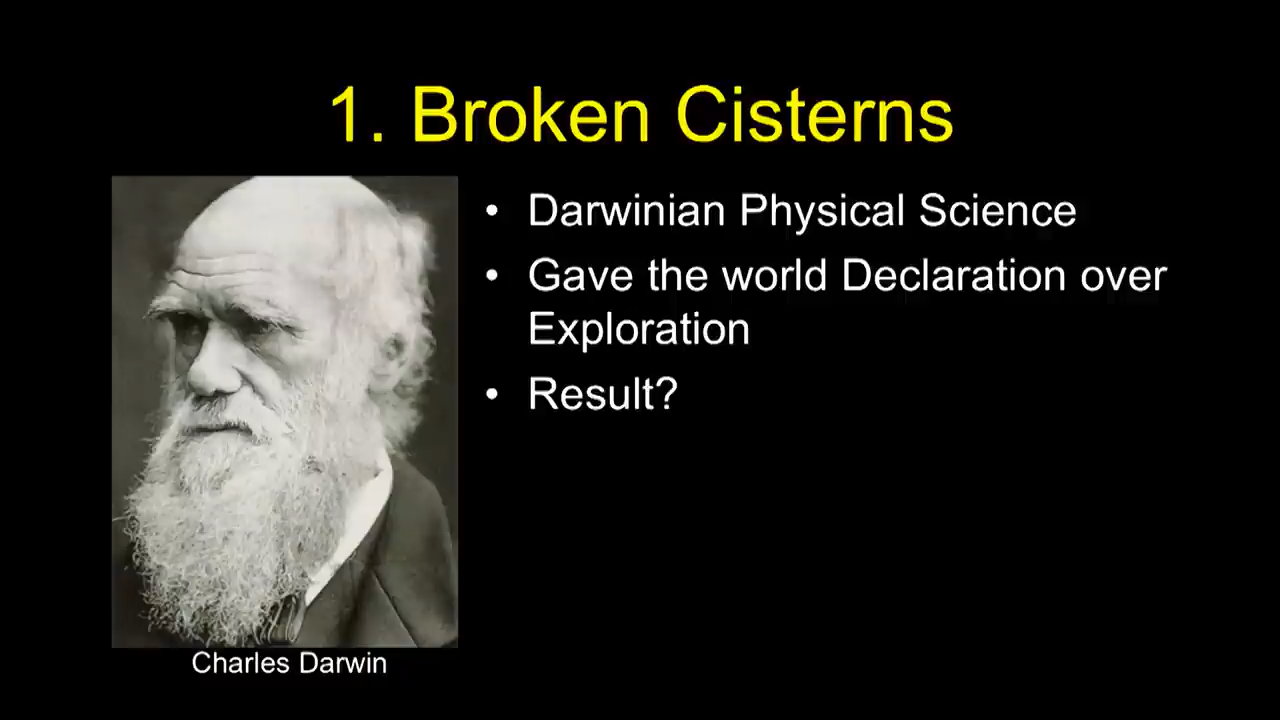 1. Broken Cisterns
• Darwinian Physical Science
• Gave the world Declaration over
Exploration
• Result?
Charles Darwin